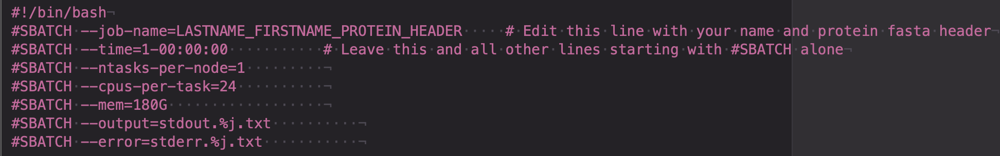 #!/bin/bash
#SBATCH --job-name=LASTNAME_FIRSTNAME_PROTEIN_HEADER     # Edit this line with your name and protein fasta header
#SBATCH --time=1-00:00:00           # Leave this and all other lines starting with #SBATCH alone
#SBATCH --ntasks-per-node=1
#SBATCH --cpus-per-task=24
#SBATCH --mem=180G
#SBATCH --output=stdout.%j.txt
#SBATCH --error=stderr.%j.txt